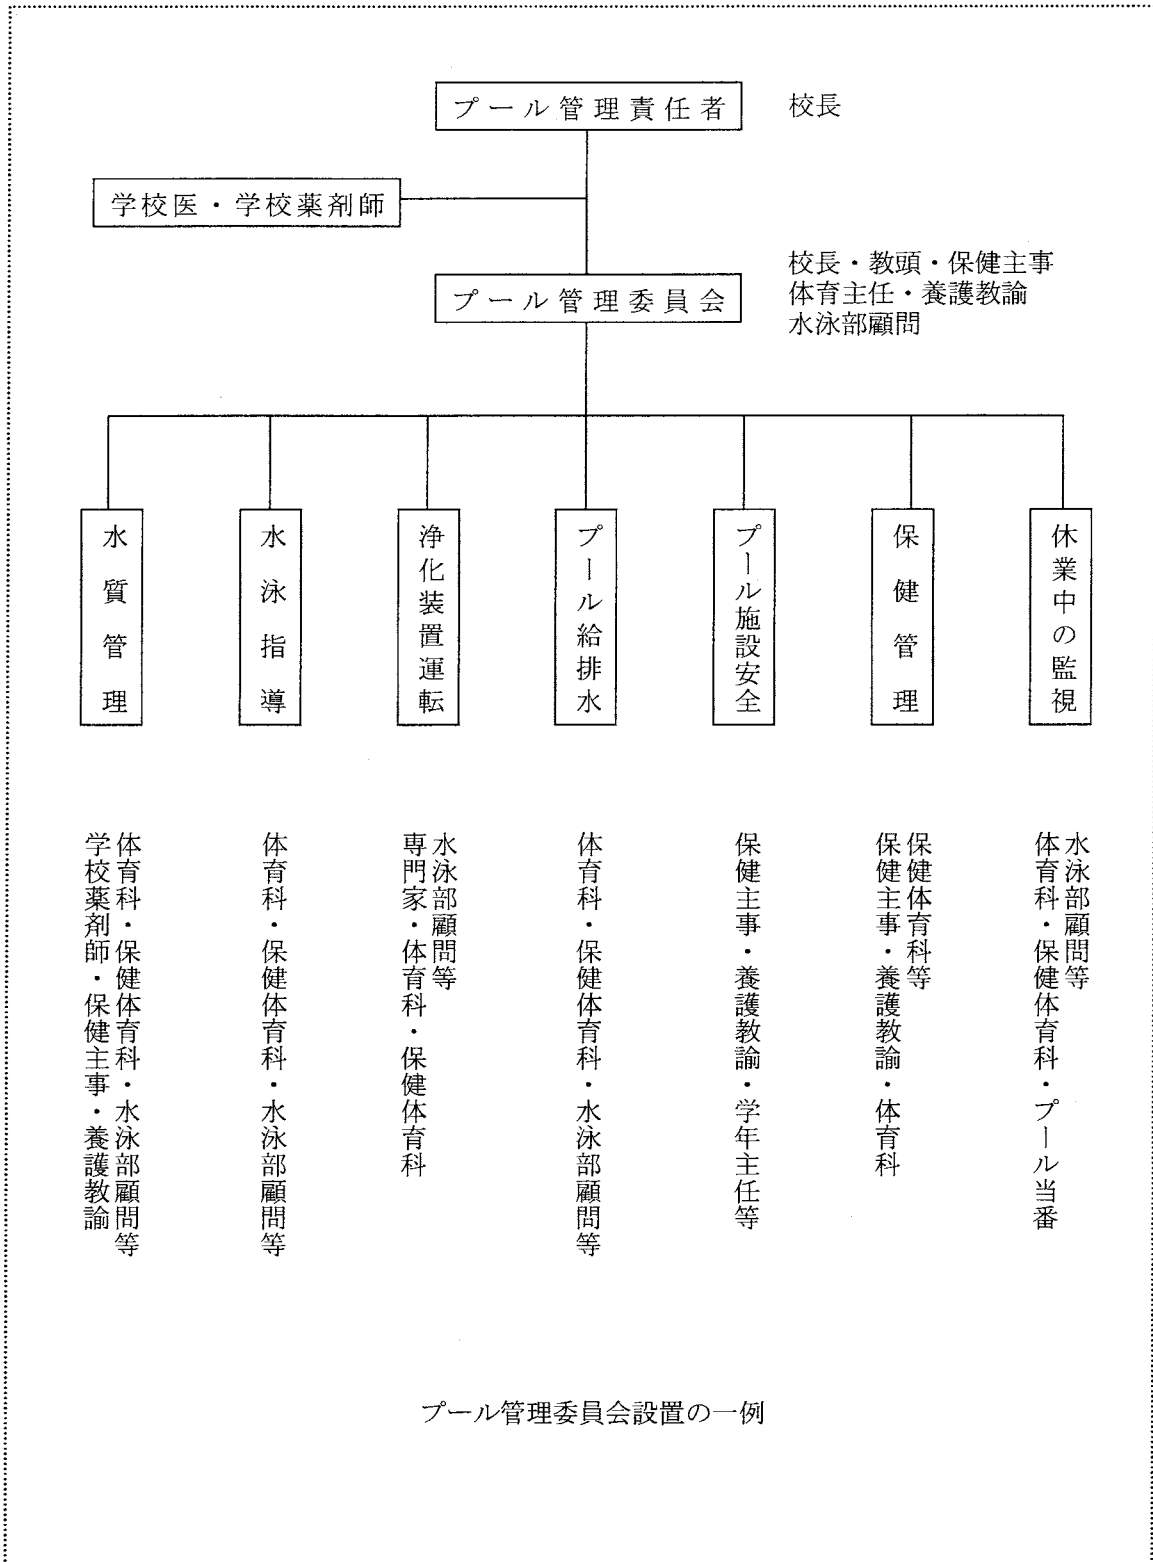 プール管理責任者
校長
学校医・学校薬剤師
プール管理委員会
校長・教頭・保健主事
体育主任・養護教諭
水泳部顧問
水質管理
水泳指導
浄化装置運転
プール給排水
プール施設安全
保健管理
休業中の監視
学校薬剤師・保健主事・養護教諭
体育科・保健体育科・水泳部顧問等
体育科・保健体育科・水泳部顧問等
専門家・体育科・保健体育科
水泳部顧問等
体育科・保健体育科・水泳部顧問等
保健主事・養護教諭・学年主任等
保健主事・養護教諭・体育科
保健体育科等
体育科・保健体育科・プール当番
水泳部顧問等
プール管理委員会設置の一例